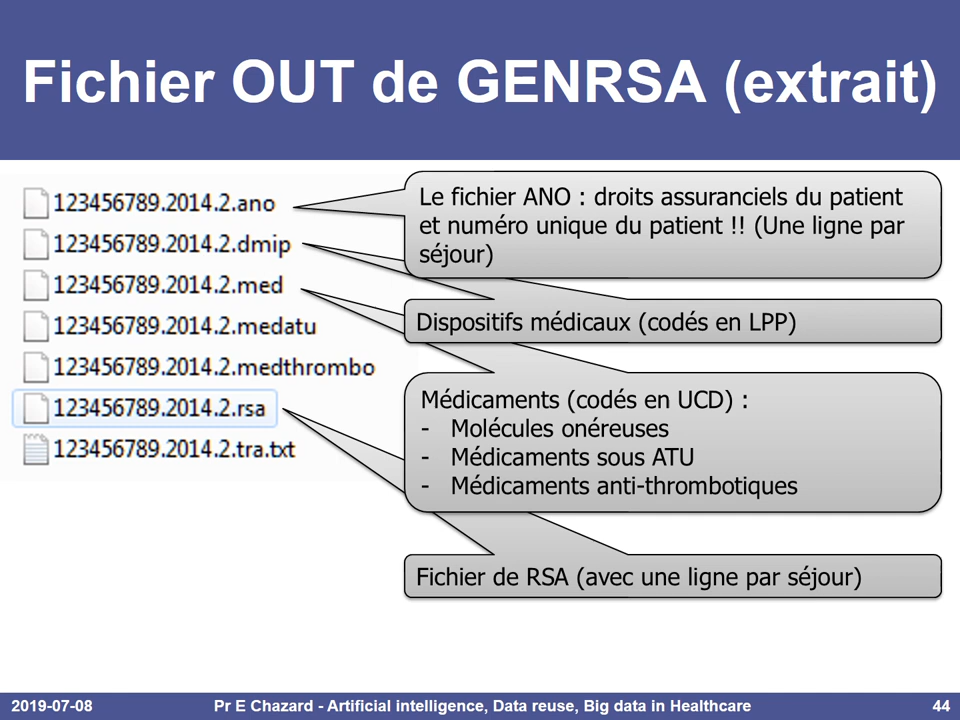 Fichier OUT de GENRSA (extrait)
123456789.2014.2.ano
123456789.2014.2.dmip
123456789.2014.2.med
123456789.2014.2.medatu
123456789.2014.2.medthrombo
123456789.2014.2.rsa
123456789.2014.2.tra.txt
Le fichier ANO : droits assuranciels du patient
et numéro unique du patient !! (Une ligne par
séjour)
Dispositifs médicaux (codés en LPP)
Médicaments (codés en UCD) :
- Molécules onéreuses
- Médicaments sous ATU
- Médicaments anti-thrombotiques
Fichier de RSA (avec une ligne par séjour)
2019-07-08
Pr E Chazard - Artificial intelligence, Data reuse, Big data in Healthcare
44